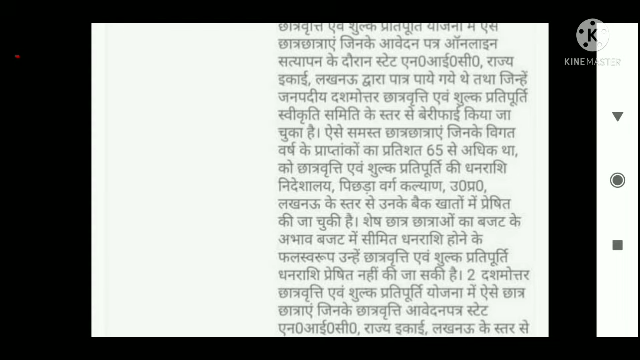 छात्रवृत्ति एवं शुल्क प्रतिपूर्ति योजना में ऐसे
छात्रछात्राएं जिनके आवेदन पत्र ऑनलाइन
सत्यापन के दौरान स्टेट एन0आई0सी0, राज्य
इकाई, लखनऊ द्वारा पात्र पाये गये थे तथा जिन्हें
जनपदीय दशमोत्तर छात्रवृत्ति एवं शुल्क प्रतिपूर्ति
स्वीकृति समिति के स्तर से बेरीफाई किया जा
चुका है। ऐसे समस्त छात्रछात्राएं जिनके विगत
वर्ष के प्राप्तांकों का प्रतिशत 65 से अधिक था,
को छात्रवृत्ति एवं शुल्क प्रतिपूर्ति की धनराशि
निदेशालय, पिछड़ा वर्ग कल्याण, उ0प्र0,
लखनऊ के स्तर से उनके बैक खातों में प्रेषित
की जा चुकी है। शेष छात्र छात्राओं का बजट के
अभाव बजट में सीमित धनराशि होने के
फलस्वरूप उन्हें छात्रवृत्ति एवं शुल्क प्रतिपूर्ति
धनराशि प्रेषित नहीं की जा सकी है। 2 दशमोत्तर
छात्रवृत्ति एवं शुल्क प्रतिपूर्ति योजना में ऐसे छात्र
छात्राएं जिनके छात्रवृत्ति आवेदनपत्र स्टेट
एन0आई0सी0, राज्य इकाई, लखनऊ के स्तर से
KINEMASTER